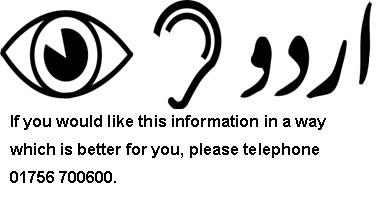 اردو
If you would like this information in a way
which is better for you, please telephone
01756 700600.